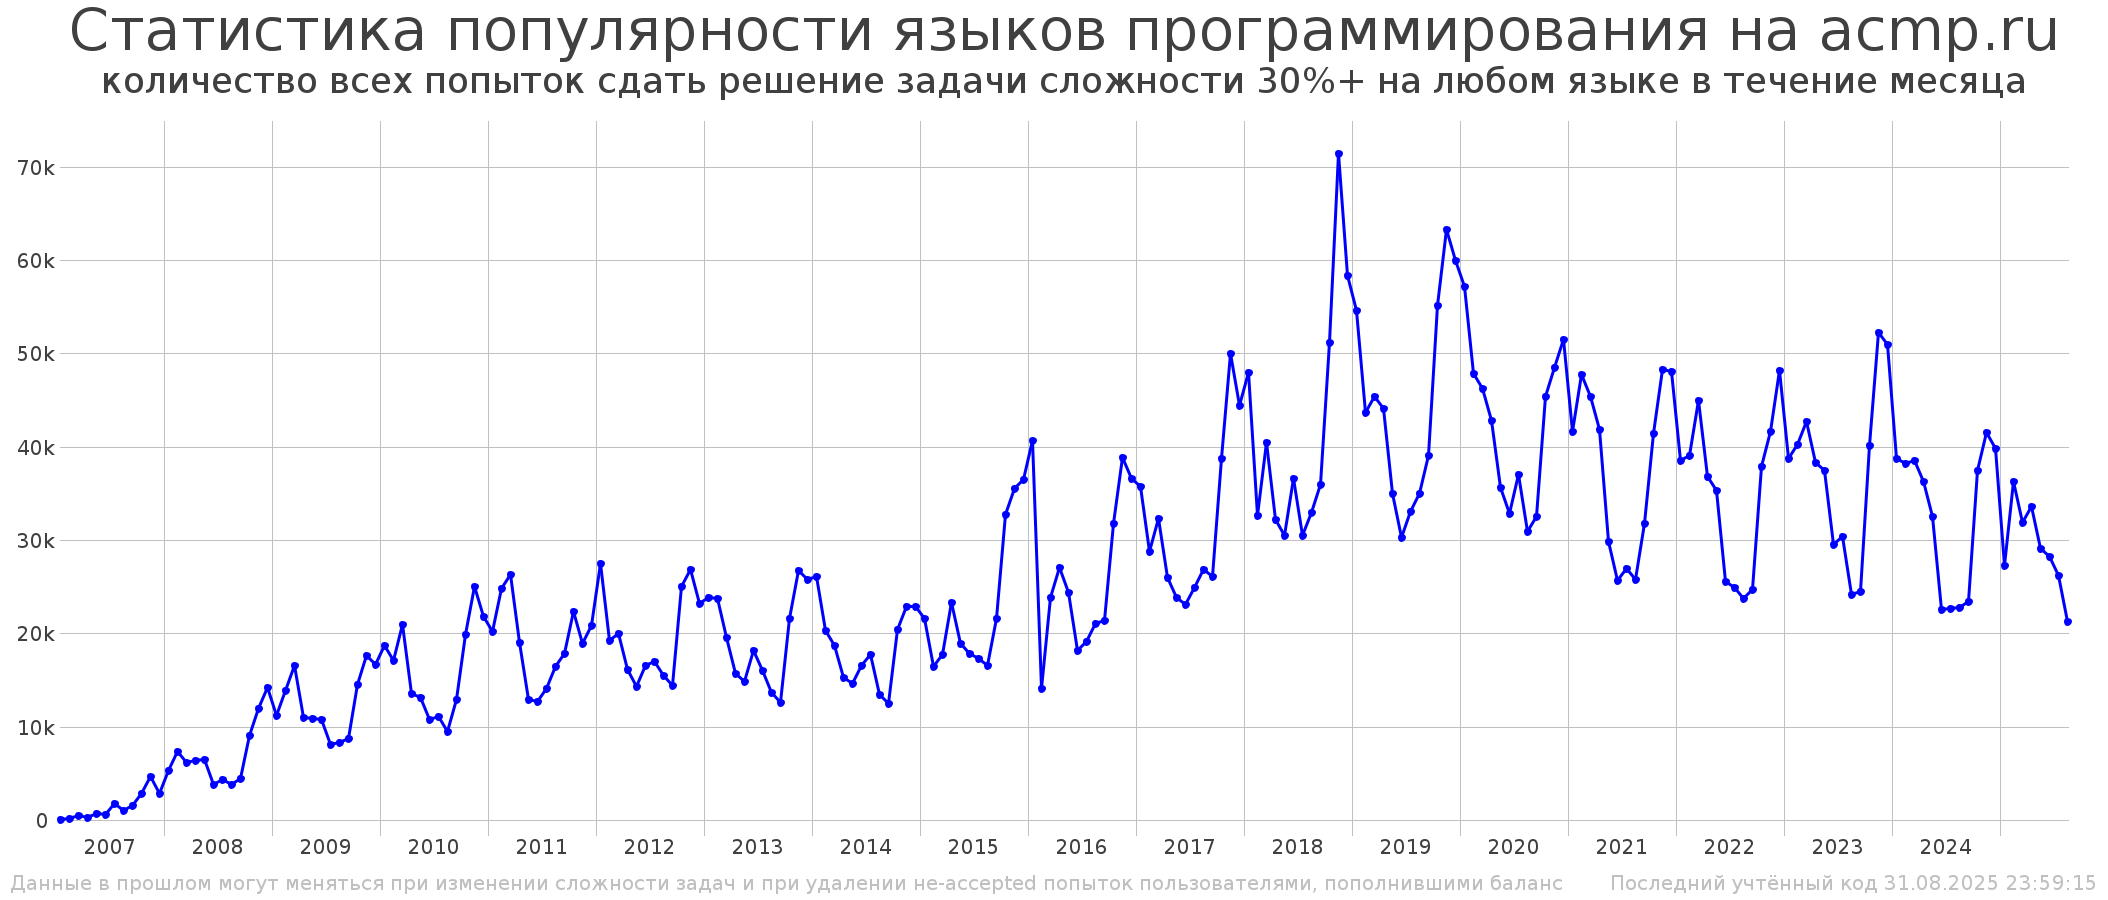 Статистика популярности языков программирования на acmp.ru
количество всех попыток сдать решение задачи сложности 30%+ на любом языке в течение месяца
70k
60k
50k
40k
30k
20k
10k
0
2007 2008 2009 2010 2011 2012 2013 2014 2015 2016 2017 2018 2019 2020 2021 2022 2023 2024
Данные в прошлом могут меняться при изменении сложности задач и при удалении не-accepted попыток пользователями, пополнившими баланс Последний учтённый код 31.08.2025 23:59:15